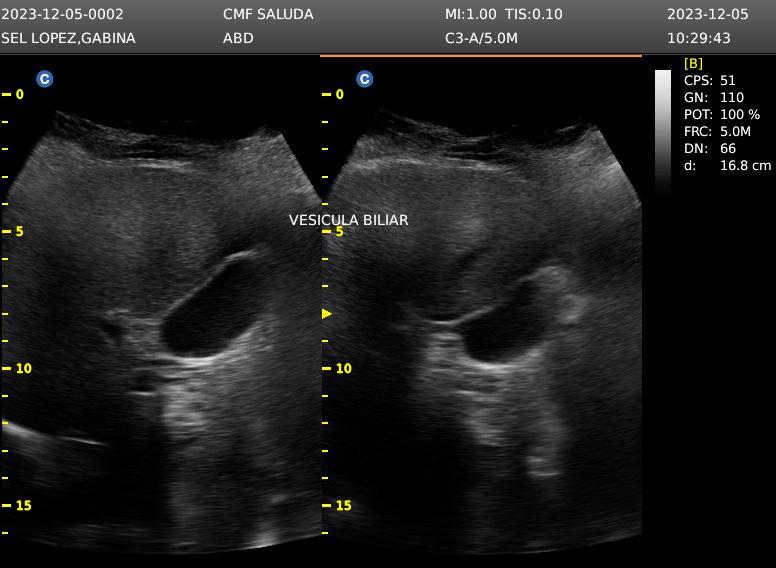 2023-12-05-0002 CMF SALUDA MI:1.00 TIS:0.10 2023-12-05
SEL LOPEZ,GABINA ABD C3-A/5.0M 10:29:43
[B]
C C
CPS: 51
0 0
GN: 110
POT: 100 %
FRC: 5.0M
DN: 66
d: 16.8 cm
VESICULA BILIAR
5 5
10 10
15 15